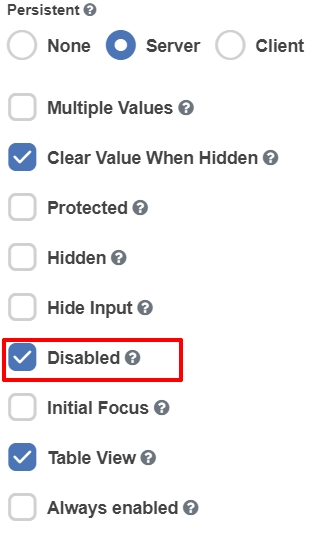 Persistent
None Server Client
Multiple Values
Clear Value When Hidden
Protected
Hidden
Hide Input
Disabled
Initial Focus
Table View
Always enabled